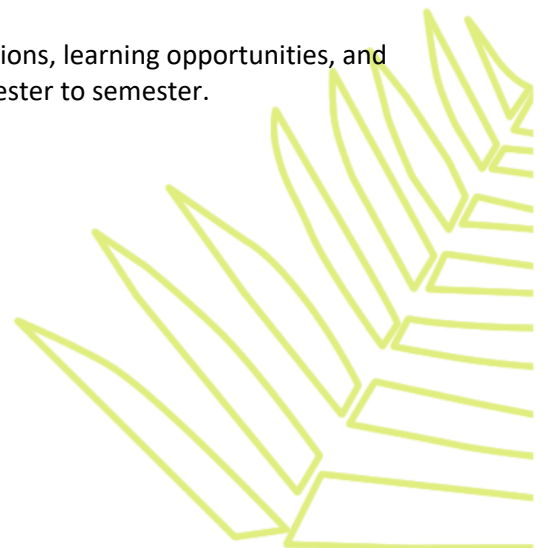 ions, learning opportunities, and
ester to semester.